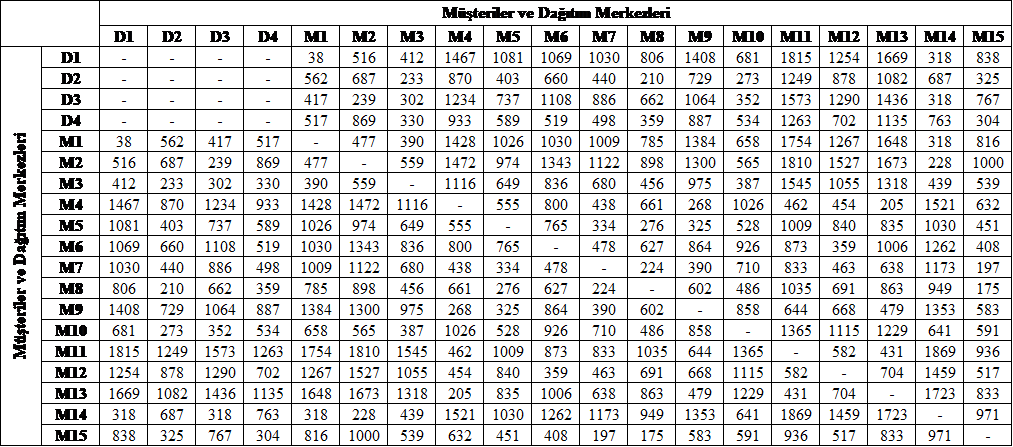 Müşteriler ve Dağıtım Merkezleri
D1 D2 D3 D4 M1 M2 M3 M4 M5 M6 M7 M8 M9 M10 M11 M12 M13 M14 M15
Müşteriler ve Dağıtım Merkezleri
D1 - - - - 38 516 412 1467 1081 1069 1030 806 1408 681 1815 1254 1669 318 838
D2 - - - - 562 687 233 870 403 660 440 210 729 273 1249 878 1082 687 325
D3 - - - - 417 239 302 1234 737 1108 886 662 1064 352 1573 1290 1436 318 767
D4 - - - - 517 869 330 933 589 519 498 359 887 534 1263 702 1135 763 304
M1 38 562 417 517 - 477 390 1428 1026 1030 1009 785 1384 658 1754 1267 1648 318 816
M2 516 687 239 869 477 - 559 1472 974 1343 1122 898 1300 565 1810 1527 1673 228 1000
M3 412 233 302 330 390 559 - 1116 649 836 680 456 975 387 1545 1055 1318 439 539
M4 1467 870 1234 933 1428 1472 1116 - 555 800 438 661 268 1026 462 454 205 1521 632
M5 1081 403 737 589 1026 974 649 555 - 765 334 276 325 528 1009 840 835 1030 451
M6 1069 660 1108 519 1030 1343 836 800 765 - 478 627 864 926 873 359 1006 1262 408
M7 1030 440 886 498 1009 1122 680 438 334 478 - 224 390 710 833 463 638 1173 197
M8 806 210 662 359 785 898 456 661 276 627 224 - 602 486 1035 691 863 949 175
M9 1408 729 1064 887 1384 1300 975 268 325 864 390 602 - 858 644 668 479 1353 583
M10 681 273 352 534 658 565 387 1026 528 926 710 486 858 - 1365 1115 1229 641 591
M11 1815 1249 1573 1263 1754 1810 1545 462 1009 873 833 1035 644 1365 - 582 431 1869 936
M12 1254 878 1290 702 1267 1527 1055 454 840 359 463 691 668 1115 582 - 704 1459 517
M13 1669 1082 1436 1135 1648 1673 1318 205 835 1006 638 863 479 1229 431 704 - 1723 833
M14 318 687 318 763 318 228 439 1521 1030 1262 1173 949 1353 641 1869 1459 1723 - 971
M15 838 325 767 304 816 1000 539 632 451 408 197 175 583 591 936 517 833 971 -